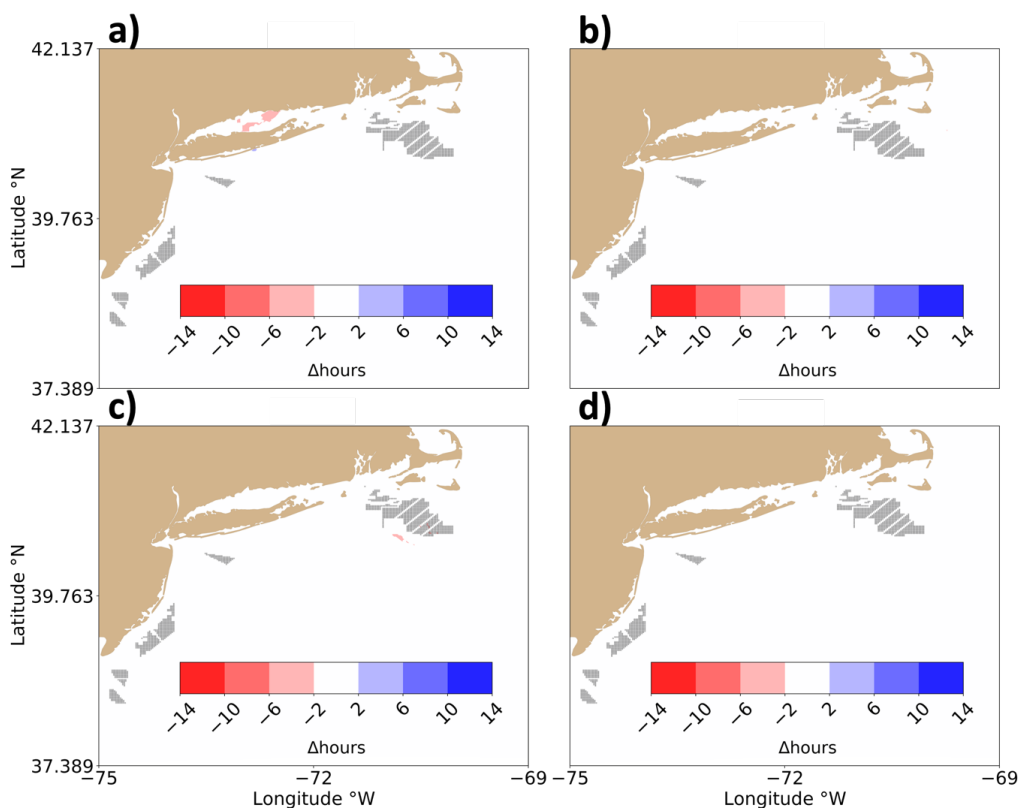 a) b)
42.137
Latitude °N
39.763
−14 −10 −6 −2 2 6 10 14 −14 −10 −6 −2 2 6 10 14
Δhours Δhours
37.389
c) d)
42.137
Latitude °N
39.763
−14 −10 −6 −2 2 6 10 14 −14 −10 −6 −2 2 6 10 14
Δhours Δhours
37.389
−75 −72 −69 −75 −72 −69
Longitude °W Longitude °W